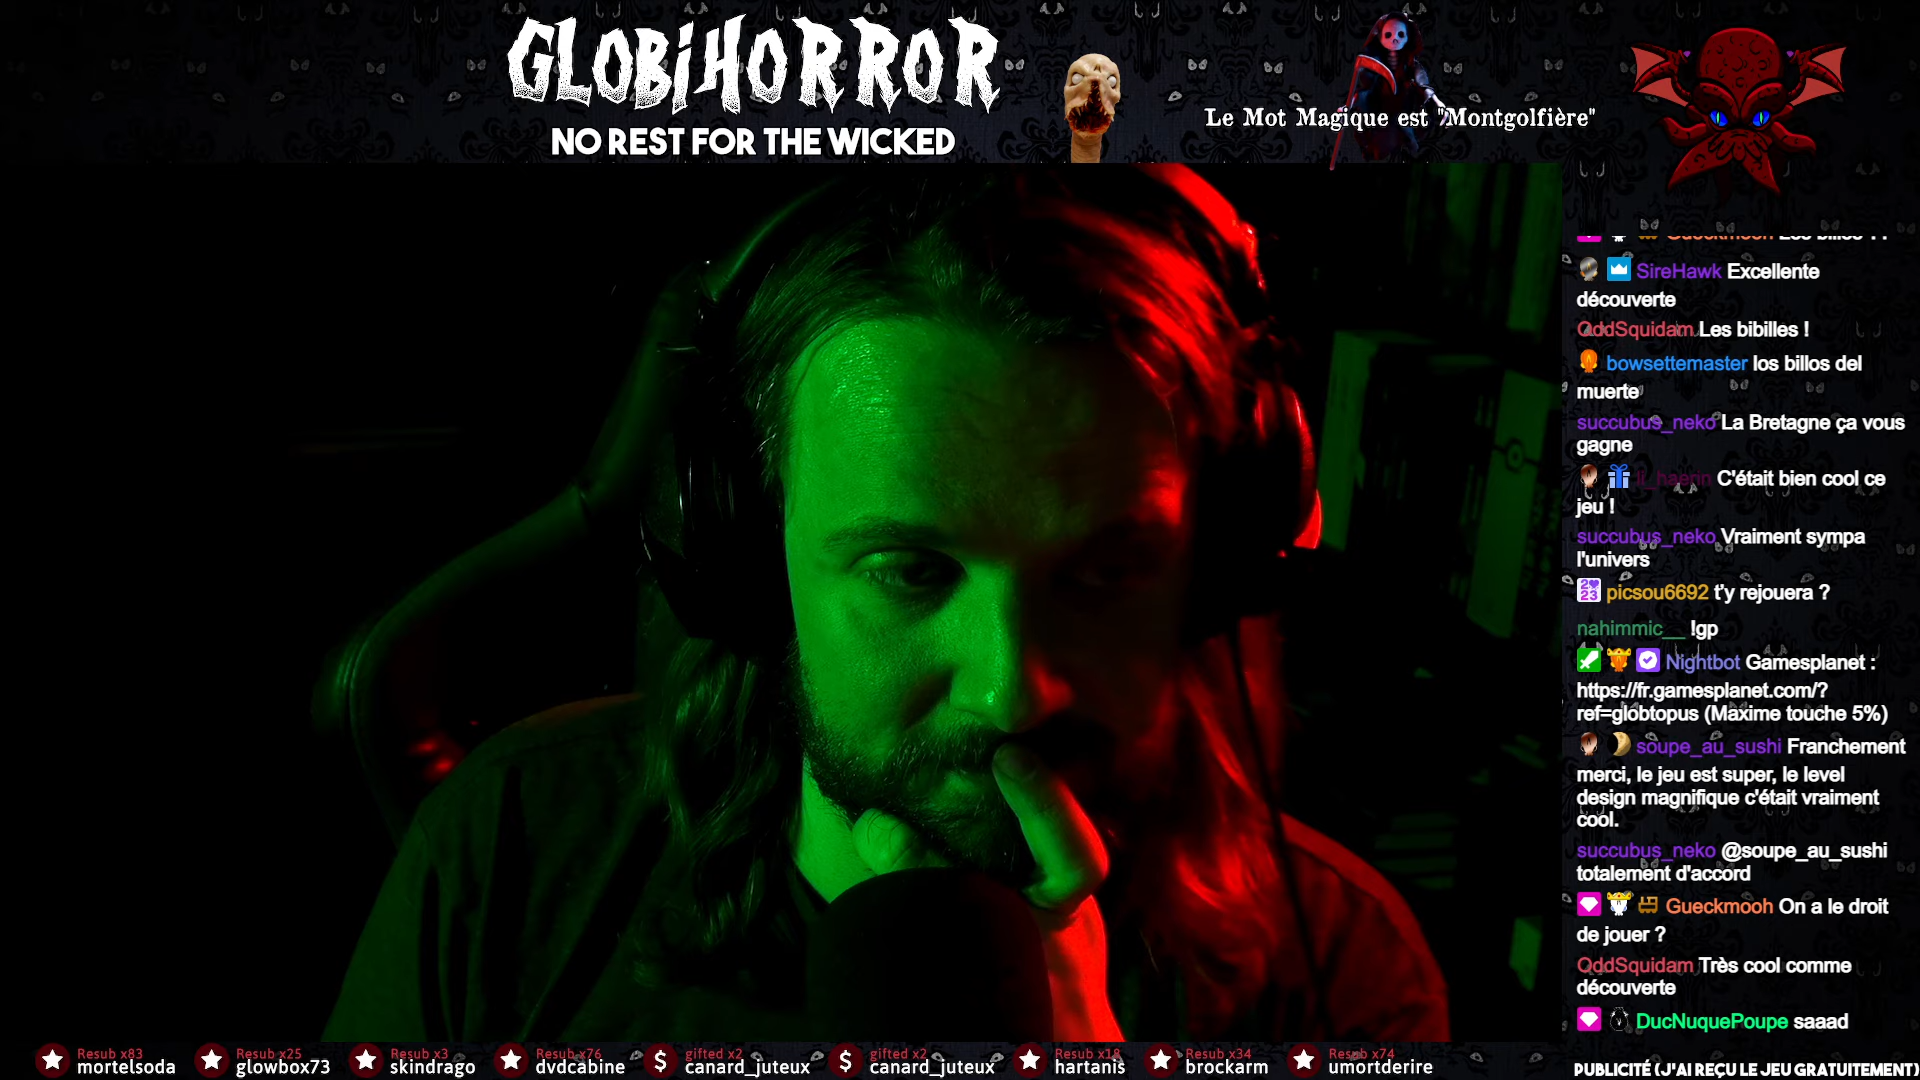 GLOBIHORROR
NO REST FOR THE WICKED
Le Mot Magique est "Montgolfière"
SireHawk Excellente
découverte
OddSquidam Les bibilles !
bowsettemaster los billos del
muerte
succubus_neko La Bretagne ça vous
gagne
C'était bien cool ce
jeu !
succubus_neko Vraiment sympa
l'univers
picsou6692 t'y rejouera ?
nahimmic__ !gp
Nightbot Gamesplanet :
https://fr.gamesplanet.com/?
ref=globtopus (Maxime touche 5%)
soupe_au_sushi Franchement
merci, le jeu est super, le level
design magnifique c'était vraiment
cool.
succubus_neko @soupe_au_sushi
totalement d'accord
Gueckmooh On a le droit
de jouer ?
OddSquidam Très cool comme
découverte
DucNuquePoupe saaad
Resub x83
mortelsoda
Resub x25
glowbox73
Resub x3
skindrago
Resub x76
dvdcabine
gifted x2
canard_juteux
gifted x2
canard_juteux
Resub x18
hartanis
Resub x34
brockarm
Resub x74
umortderire
PUBLICITÉ (J'AI REÇU LE JEU GRATUITEMENT)